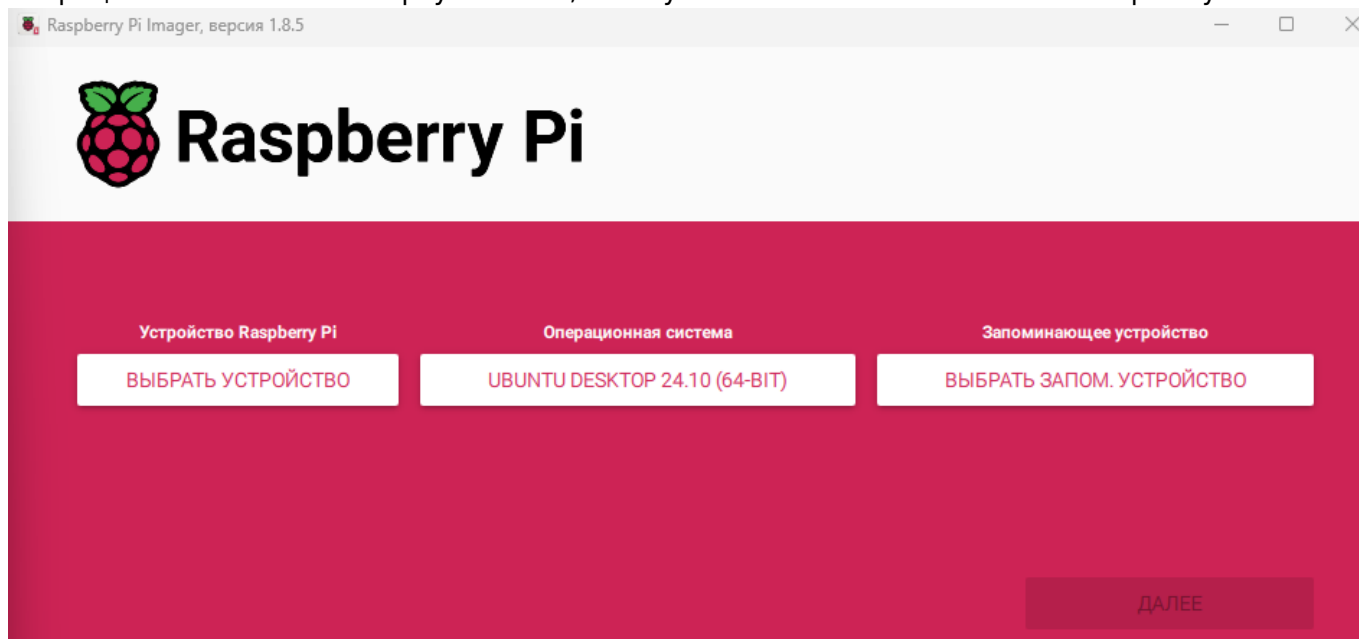 Raspberry Pi Imager, версия 1.8.5
Raspberry Pi
Устройство Raspberry Pi
Операционная система
Запоминающее устройство
ВЫБРАТЬ УСТРОЙСТВО
UBUNTU DESKTOP 24.10 (64-BIT)
ВЫБРАТЬ ЗАПОМ. УСТРОЙСТВО
ДАЛЕЕ